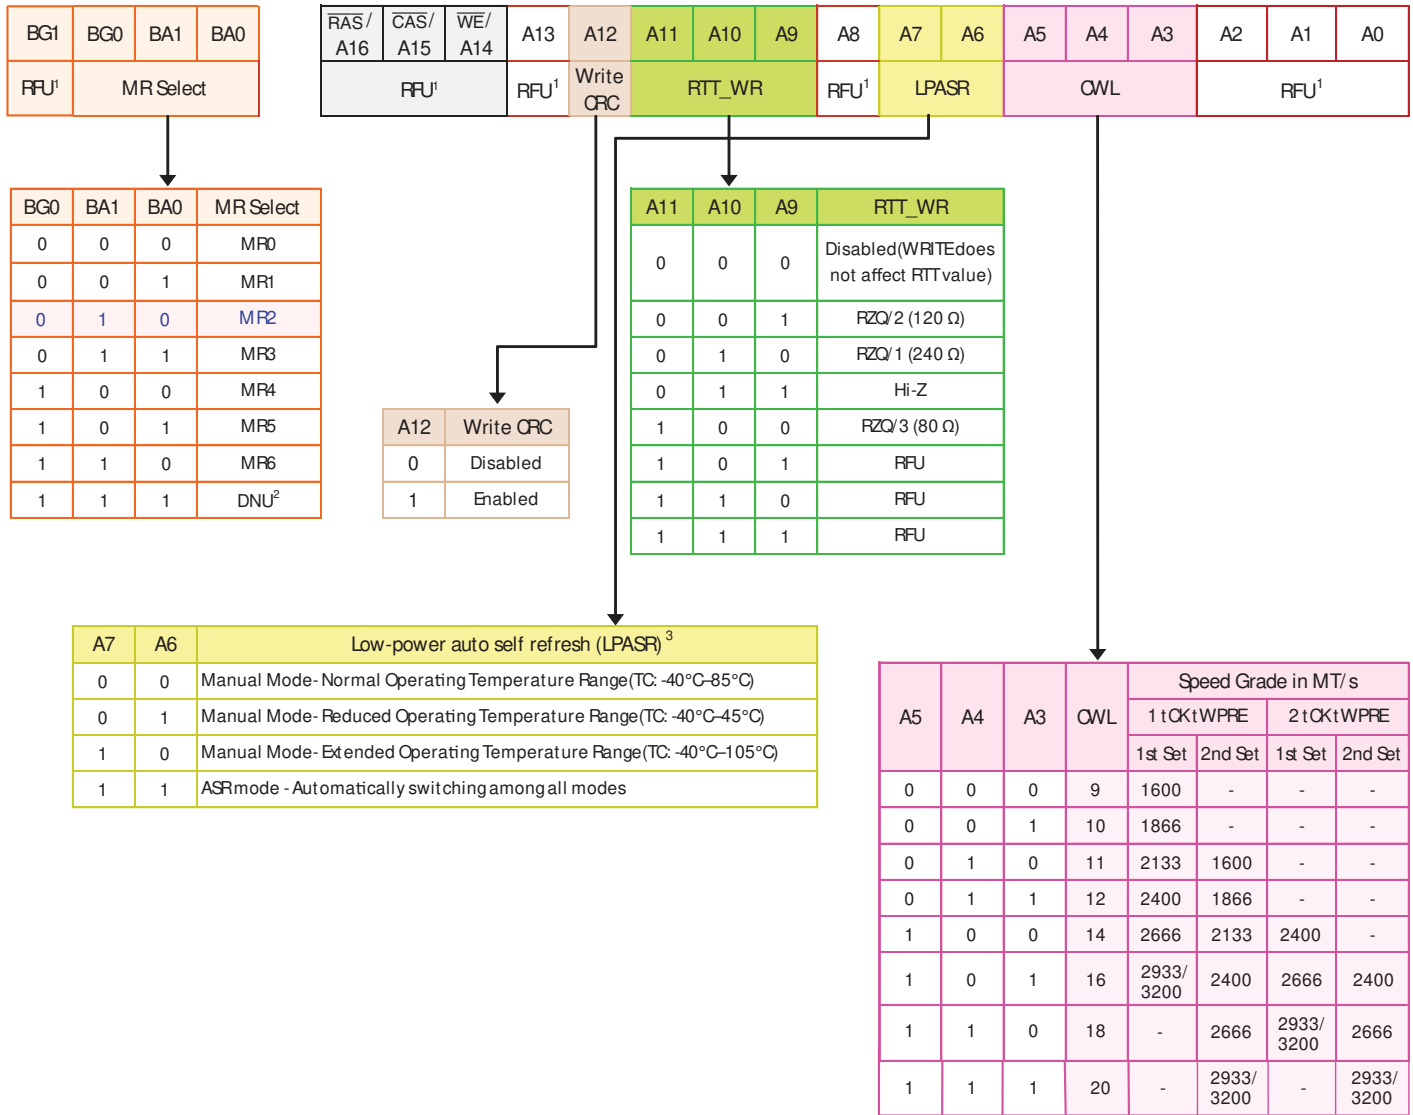 BG1 BG0 BA1 BA0 RAS/ A16 CAS/ A15 WE/ A14 A13 A12 A11 A10 A9 A8 A7 A6 A5 A4 A3 A2 A1 A0
RFU¹ MR Select RFU¹ RFU¹ Write CRC RTT_WR RFU¹ LPASR CWL RFU¹
BG0 BA1 BA0 MR Select
0 0 0 MR0
0 0 1 MR1
0 1 0 MR2
0 1 1 MR3
1 0 0 MR4
1 0 1 MR5
1 1 0 MR6
1 1 1 DNU²
A12 Write CRC
0 Disabled
1 Enabled
A11 A10 A9 RTT_WR
0 0 0 Disabled(WRITE does not affect RTT value)
0 0 1 RZQ/2 (120 Ω)
0 1 0 RZQ/1 (240 Ω)
0 1 1 Hi-Z
1 0 0 RZQ/3 (80 Ω)
1 0 1 RFU
1 1 0 RFU
1 1 1 RFU
A7 A6 Low-power auto self refresh (LPASR) ³
0 0 Manual Mode - Normal Operating Temperature Range (TC: -40°C–85°C)
0 1 Manual Mode - Reduced Operating Temperature Range (TC: -40°C–45°C)
1 0 Manual Mode - Extended Operating Temperature Range (TC: -40°C–105°C)
1 1 ASR mode - Automatically switching among all modes
A5 A4 A3 CWL Speed Grade in MT/s
1 tCK tWPRE 2 tCK tWPRE
1st Set 2nd Set 1st Set 2nd Set
0 0 0 9 1600 - - -
0 0 1 10 1866 - - -
0 1 0 11 2133 1600 - -
0 1 1 12 2400 1866 - -
1 0 0 14 2666 2133 2400 -
1 0 1 16 2933/3200 2400 2666 2400
1 1 0 18 - 2666 2933/3200 2666
1 1 1 20 - 2933/3200 - 2933/3200